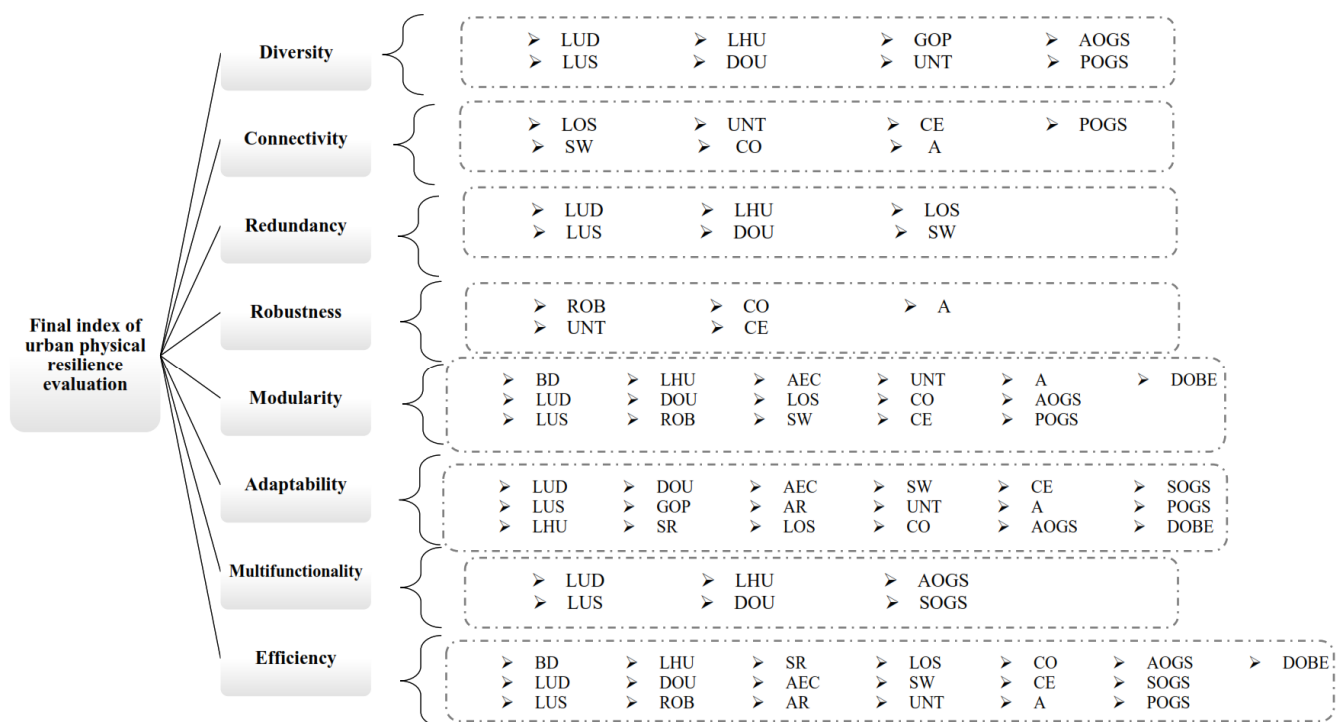 Final index of
urban physical
resilience
evaluation
Diversity
➢ LUD ➢ LHU ➢ GOP ➢ AOGS
➢ LUS ➢ DOU ➢ UNT ➢ POGS
Connectivity
➢ LOS ➢ UNT ➢ CE ➢ POGS
➢ SW ➢ CO ➢ A
Redundancy
➢ LUD ➢ LHU ➢ LOS
➢ LUS ➢ DOU ➢ SW
Robustness
➢ ROB ➢ CO ➢ A
➢ UNT ➢ CE
Modularity
➢ BD ➢ LHU ➢ AEC ➢ UNT ➢ A ➢ DOBE
➢ LUD ➢ DOU ➢ LOS ➢ CO ➢ AOGS
➢ LUS ➢ ROB ➢ SW ➢ CE ➢ POGS
Adaptability
➢ LUD ➢ DOU ➢ AEC ➢ SW ➢ CE ➢ SOGS
➢ LUS ➢ GOP ➢ AR ➢ UNT ➢ A ➢ POGS
➢ LHU ➢ SR ➢ LOS ➢ CO ➢ AOGS ➢ DOBE
Multifunctionality
➢ LUD ➢ LHU ➢ AOGS
➢ LUS ➢ DOU ➢ SOGS
Efficiency
➢ BD ➢ LHU ➢ SR ➢ LOS ➢ CO ➢ AOGS ➢ DOBE
➢ LUD ➢ DOU ➢ AEC ➢ SW ➢ CE ➢ SOGS
➢ LUS ➢ ROB ➢ AR ➢ UNT ➢ A ➢ POGS